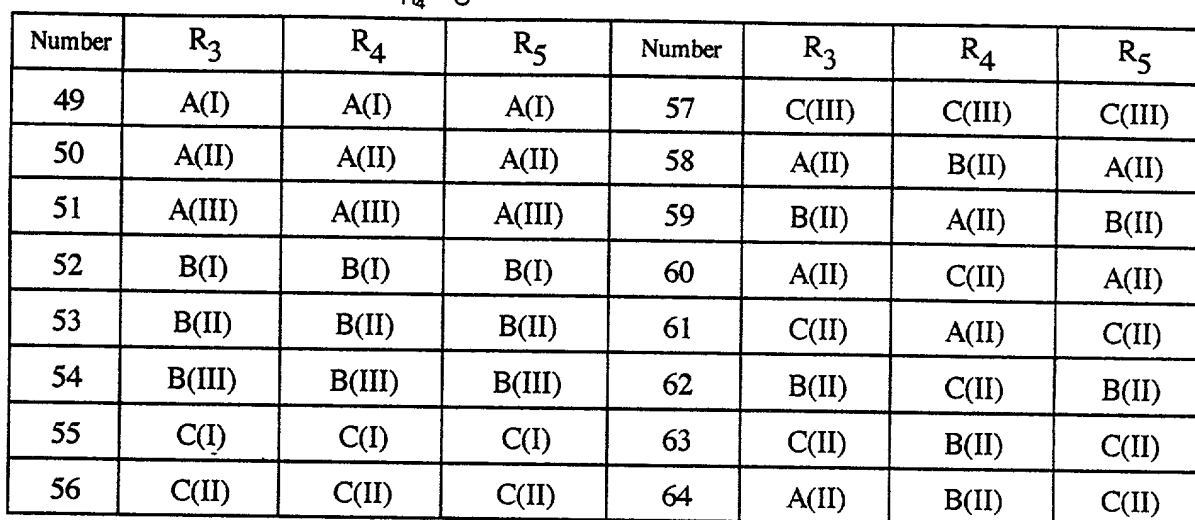 Number R3 R4 R5 Number R3 R4 R5
49 A(I) A(I) A(I) 57 C(III) C(III) C(III)
50 A(II) A(II) A(II) 58 A(II) B(II) A(II)
51 A(III) A(III) A(III) 59 B(II) A(II) B(II)
52 B(I) B(I) B(I) 60 A(II) C(II) A(II)
53 B(II) B(II) B(II) 61 C(II) A(II) C(II)
54 B(III) B(III) B(III) 62 B(II) C(II) B(II)
55 C(I) C(I) C(I) 63 C(II) B(II) C(II)
56 C(II) C(II) C(II) 64 A(II) B(II) C(II)